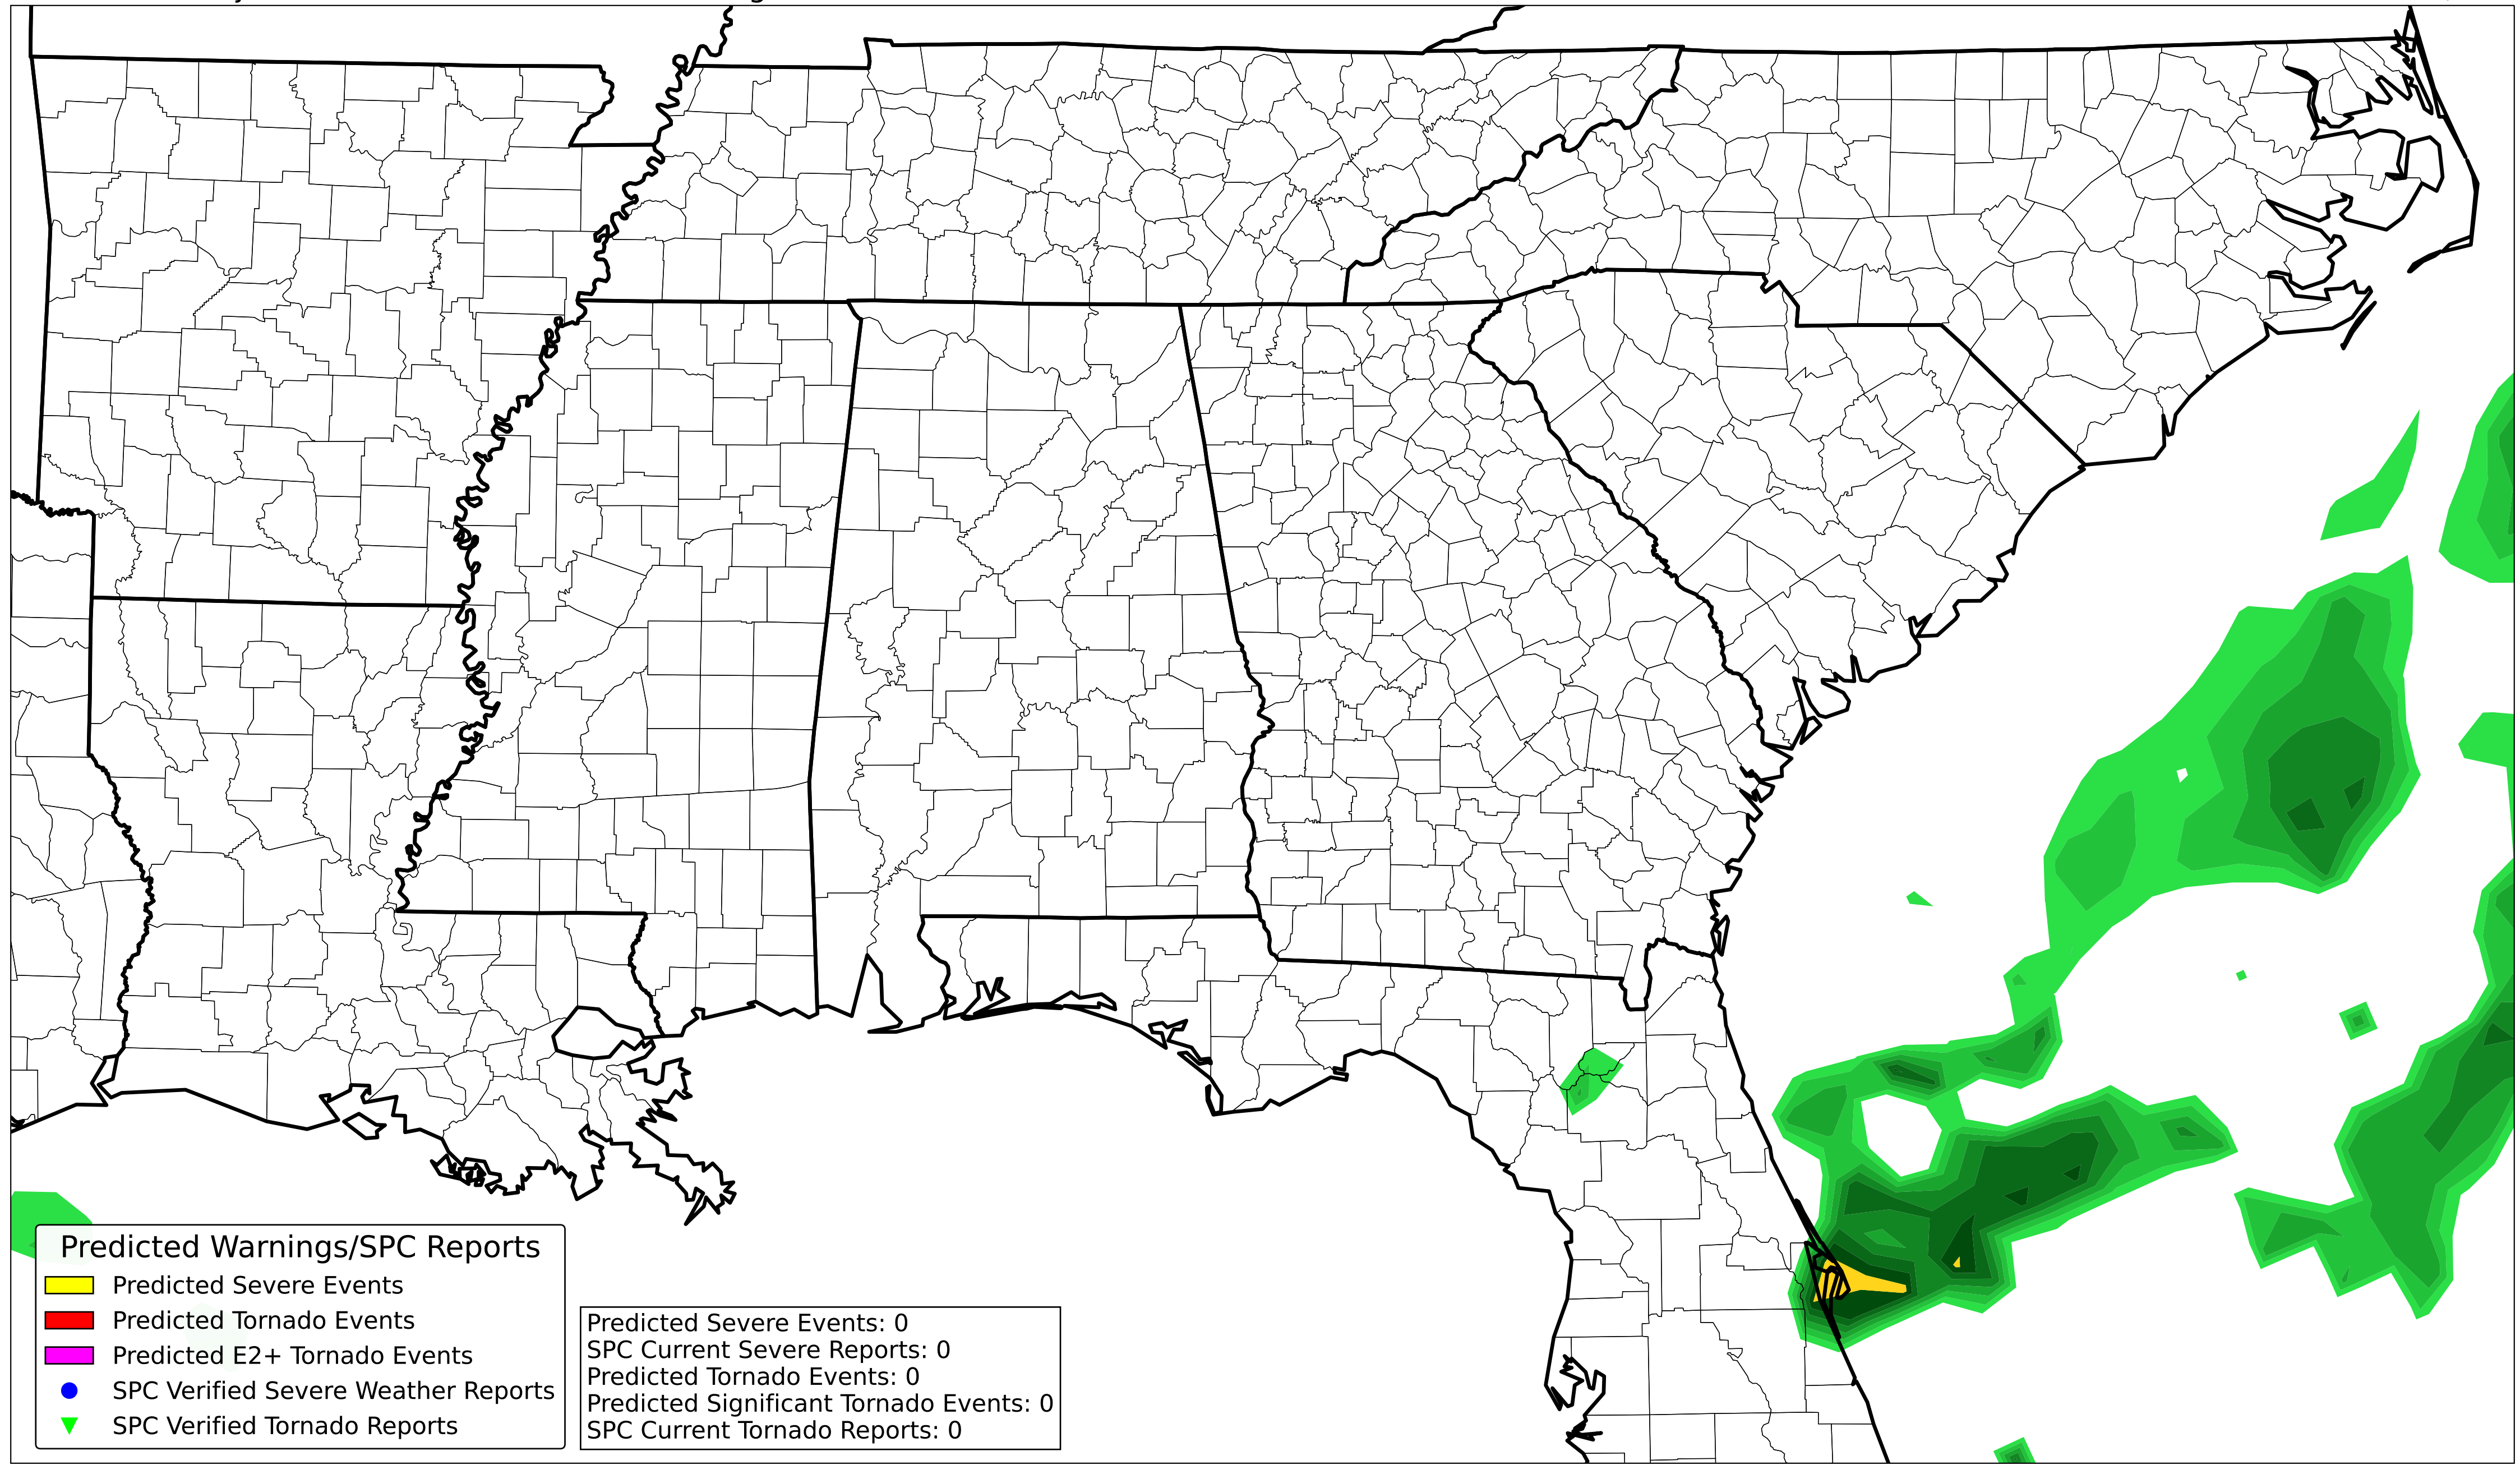 Predicted Warnings/SPC Reports
Predicted Severe Events
Predicted Tornado Events
Predicted E2+ Tornado Events
SPC Verified Severe Weather Reports
SPC Verified Tornado Reports
Predicted Severe Events: 0
SPC Current Severe Reports: 0
Predicted Tornado Events: 0
Predicted Significant Tornado Events: 0
SPC Current Tornado Reports: 0